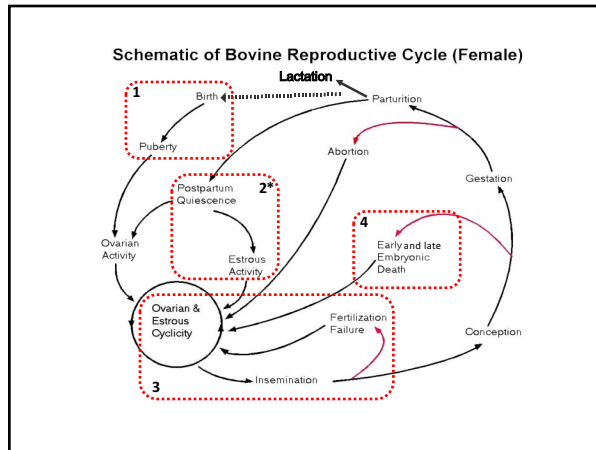 Schematic of Bovine Reproductive Cycle (Female)
Lactation
1
Birth
Parturition
Puberty
Abortion
Gestation
Postpartum
Quiescence
2*
4
Ovarian
Activity
Estrous
Activity
Early and late
Embryonic
Death
Ovarian &
Estrous
Cyclicity
Fertilization
Failure
Conception
3
Insemination